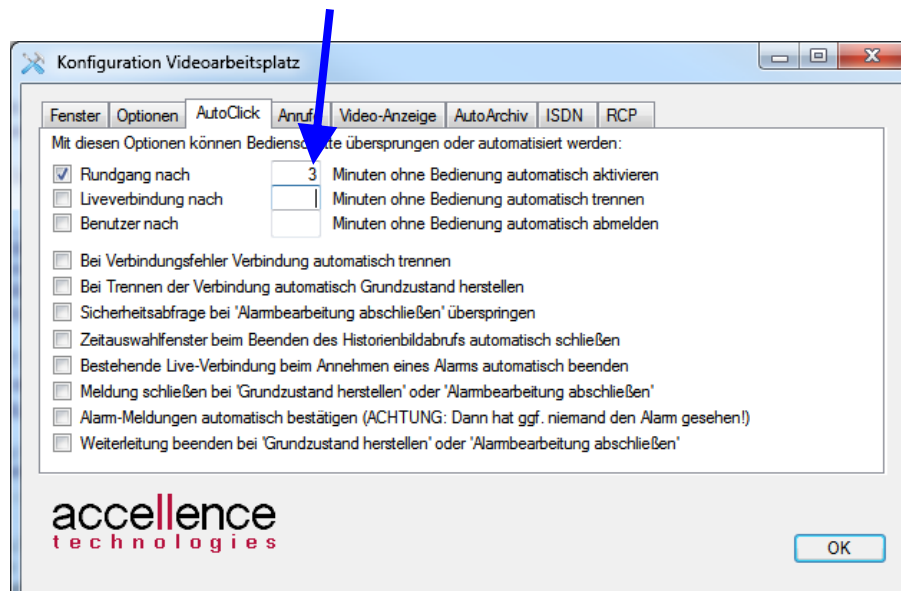 Konfiguration Videoarbeitsplatz
Fenster Optionen AutoClick Anrufe Video-Anzeige AutoArchiv ISDN RCP
Mit diesen Optionen können übersprungen oder automatisiert werden:
Rundgang nach 3 Minuten ohne Bedienung automatisch aktivieren
Liveverbindung nach Minuten ohne Bedienung automatisch trennen
Benutzer nach Minuten ohne Bedienung automatisch abmelden
Bei Verbindungsfehler Verbindung automatisch trennen
Bei Trennen der Verbindung automatisch Grundzustand herstellen
Sicherheitsabfrage bei 'Alarmbearbeitung abschließen' überspringen
Zeitauswahlfenster beim Beenden des Historienbildabrufs automatisch schließen
Bestehende Live-Verbindung beim Annehmen eines Alarms automatisch beenden
Meldung schließen bei 'Grundzustand herstellen' oder 'Alarmbearbeitung abschließen'
Alarm-Meldungen automatisch bestätigen (ACHTUNG: Dann hat ggf. niemand den Alarm gesehen!)
Weiterleitung beenden bei 'Grundzustand herstellen' oder 'Alarmbearbeitung abschließen'
accellence
technologies
OK